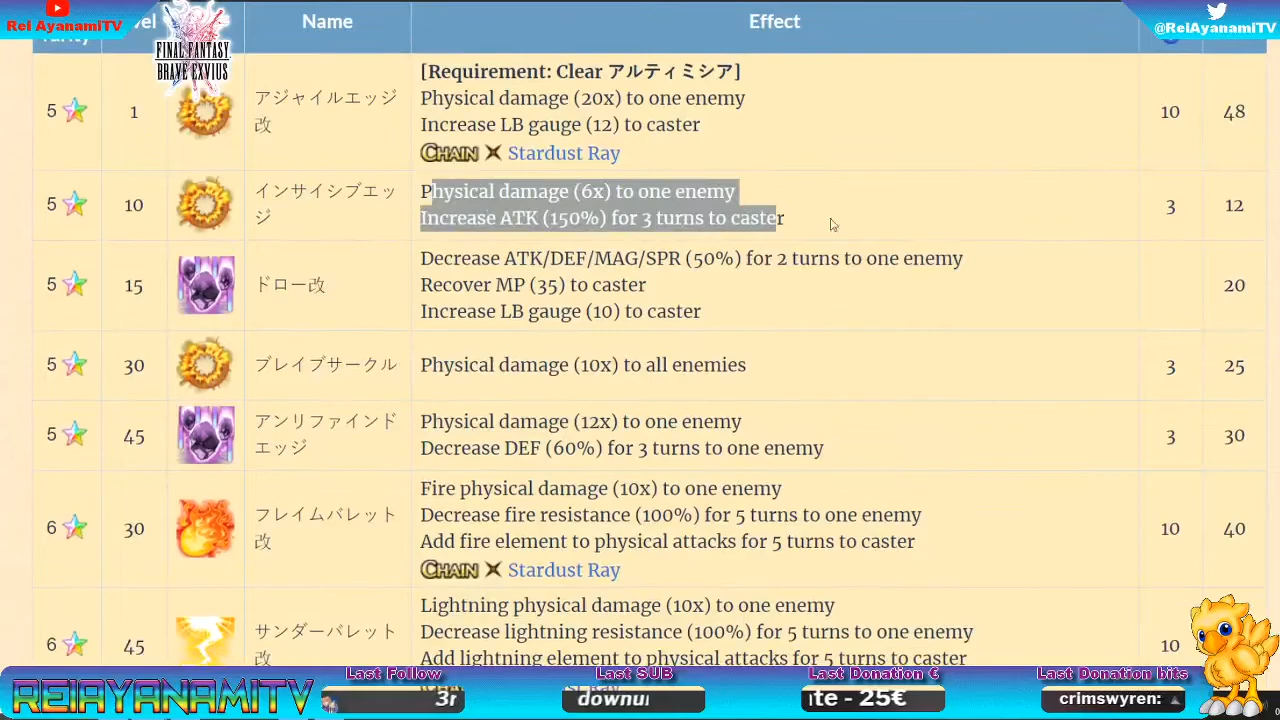 Rei AyanamiTV
@ReiAyanamiTV
FINAL FANTASY
BRAVE EXVIUS
Name
Effect
5
1
アジャイルエッジ
改
[Requirement: Clear アルティミシア]
Physical damage (20x) to one enemy
Increase LB gauge (12) to caster
CHAIN Stardust Ray
10
48
5
10
インサイシブエッ
ジ
Physical damage (6x) to one enemy
Increase ATK (150%) for 3 turns to caster
3
12
5
15
ドロー改
Decrease ATK/DEF/MAG/SPR (50%) for 2 turns to one enemy
Recover MP (35) to caster
Increase LB gauge (10) to caster
20
5
30
ブレイブサークル
Physical damage (10x) to all enemies
3
25
5
45
アンリファインド
エッジ
Physical damage (12x) to one enemy
Decrease DEF (60%) for 3 turns to one enemy
3
30
6
30
フレイムバレット
改
Fire physical damage (10x) to one enemy
Decrease fire resistance (100%) for 5 turns to one enemy
Add fire element to physical attacks for 5 turns to caster
CHAIN Stardust Ray
10
40
6
45
サンダーバレット
改
Lightning physical damage (10x) to one enemy
Decrease lightning resistance (100%) for 5 turns to one enemy
Add lightning element to physical attacks for 5 turns to caster
10
REIAYANAMITV
Last Follow
3r
Last SUB
Last Donation €
ite - 25€
Last Donation bits
crimswyren: